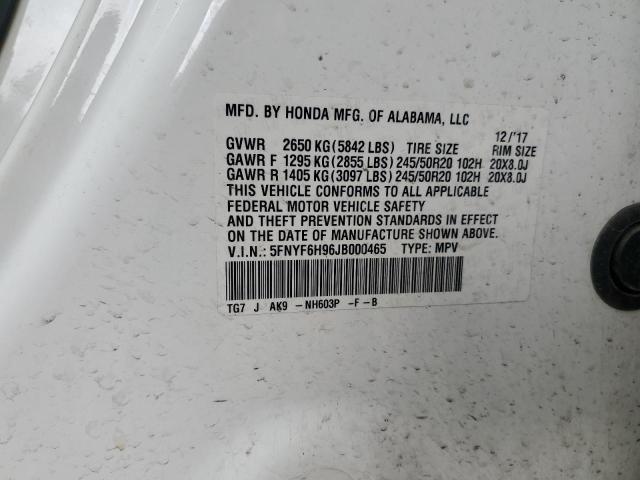 MFD. BY HONDA MFG. OF ALABAMA, LLC
12/'17
GVWR 2650 KG(5842 LBS) TIRE SIZE RIM SIZE
GAWR F 1295 KG(2855 LBS) 245/50R20 102H 20X8.0J
GAWR R 1405 KG(3097 LBS) 245/50R20 102H 20X8.0J
THIS VEHICLE CONFORMS TO ALL APPLICABLE
FEDERAL MOTOR VEHICLE SAFETY
AND THEFT PREVENTION STANDARDS IN EFFECT
ON THE DATE OF MANUFACTURE SHOWN ABOVE.
V.I.N.: 5FNYF6H96JB000465 TYPE: MPV
TG7 J AK9 -NH603P -F-B